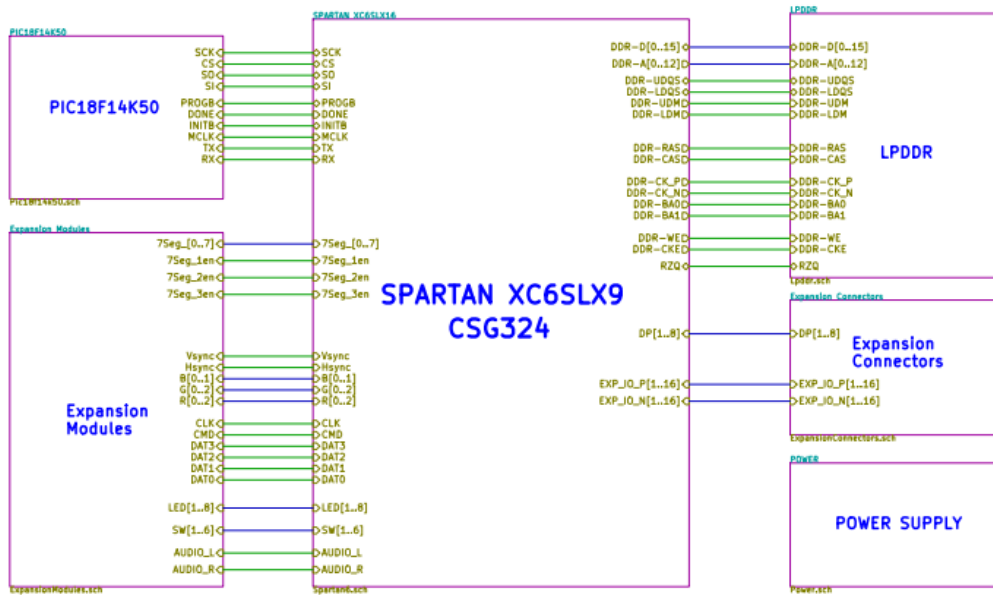 PIC18F14K50
SCK
CS
SO
SI
PROGB
DONE
INITB
MCLK
TX
RX
PIC18F14K50
Pic18f14k50.sch
Expansion Modules
7Seg_[0..7]
7Seg_1en
7Seg_2en
7Seg_3en
Vsync
Hsync
B[0..1]
G[0..2]
R[0..2]
Expansion
Modules
CLK
CMD
DAT3
DAT2
DAT1
DAT0
LED[1..8]
SW[1..6]
AUDIO_L
AUDIO_R
ExpansionModules.sch
SPARTAN XC6SLX16
SCK
CS
SO
SI
PROGB
DONE
INITB
MCLK
TX
RX
7Seg_[0..7]
7Seg_1en
7Seg_2en
7Seg_3en
Vsync
Hsync
B[0..1]
G[0..2]
R[0..2]
CLK
CMD
DAT3
DAT2
DAT1
DAT0
LED[1..8]
SW[1..6]
AUDIO_L
AUDIO_R
SPARTAN XC6SLX9
CSG324
DDR-D[0..15]
DDR-A[0..12]
DDR-UDQS
DDR-LDQS
DDR-UDM
DDR-LDM
DDR-RAS
DDR-CAS
DDR-CK_P
DDR-CK_N
DDR-BA0
DDR-BA1
DDR-WE
DDR-CKE
RZQ
DP[1..8]
EXP_IO_P[1..16]
EXP_IO_N[1..16]
Spartan6.sch
LPDDR
DDR-D[0..15]
DDR-A[0..12]
DDR-UDQS
DDR-LDQS
DDR-UDM
DDR-LDM
LPDDR
DDR-RAS
DDR-CAS
DDR-CK_P
DDR-CK_N
DDR-BA0
DDR-BA1
DDR-WE
DDR-CKE
RZQ
Lpddr.sch
Expansion Connectors
DP[1..8]
Expansion
Connectors
EXP_IO_P[1..16]
EXP_IO_N[1..16]
ExpansionConnectors.sch
POWER
POWER SUPPLY
Power.sch